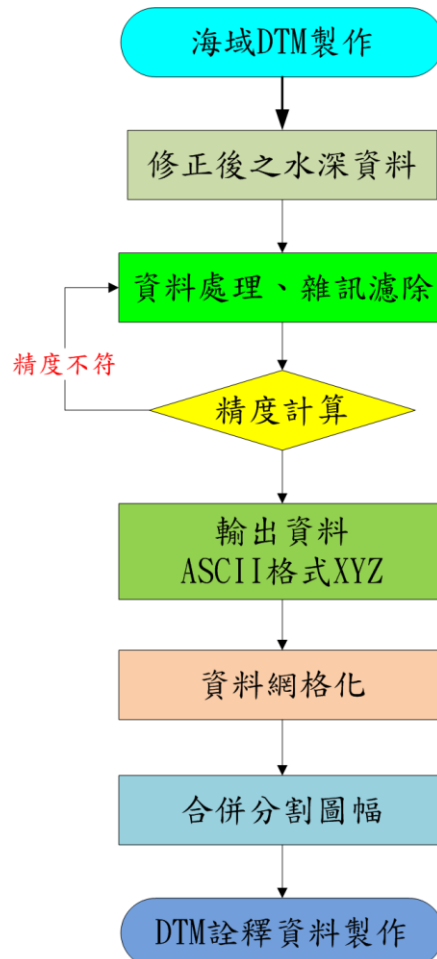 海域DTM製作
修正後之水深資料
資料處理、雜訊濾除
精度不符
精度計算
輸出資料
ASCII格式XYZ
資料網格化
合併分割圖幅
DTM詮釋資料製作